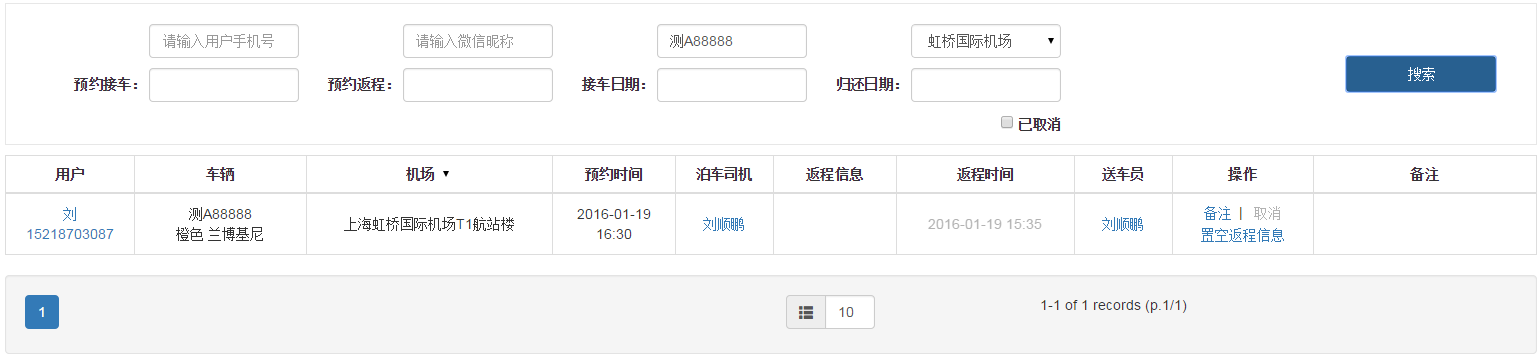 请输入用户手机号 请输入微信昵称 测A88888 虹桥国际机场
搜索
预约接车： 预约返程： 接车日期： 归还日期：
已取消
用户 车辆 机场 预约时间 泊车司机 返程信息 返程时间 送车员 操作 备注
刘 测A88888 2016-01-19 备注 | 取消
上海虹桥国际机场T1航站楼 刘顺鹏 2016-01-19 15:35 刘顺鹏
15218703087 橙色 兰博基尼 16:30 置空返程信息
1 10 1-1 of 1 records (p.1/1)